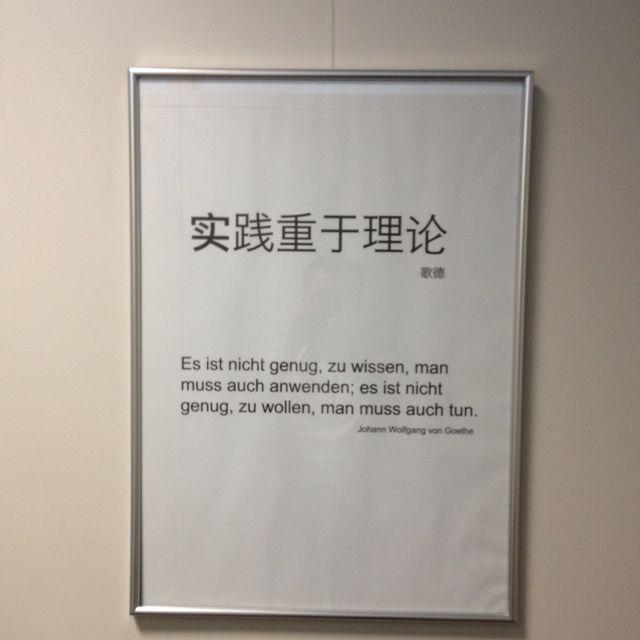 实践重于理论
歌德
Es ist nicht genug, zu wissen, man
muss auch anwenden; es ist nicht
genug, zu wollen, man muss auch tun.
Johann Wolfgang von Goethe